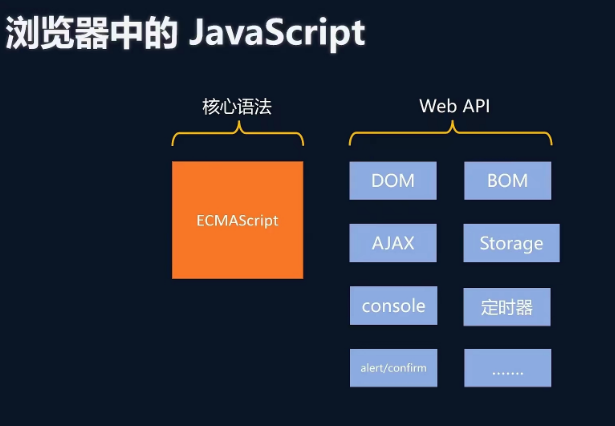 浏览器中的 JavaScript
核心语法
Web API
ECMAScript
DOM
BOM
AJAX
Storage
console
定时器
alert/confirm
.......